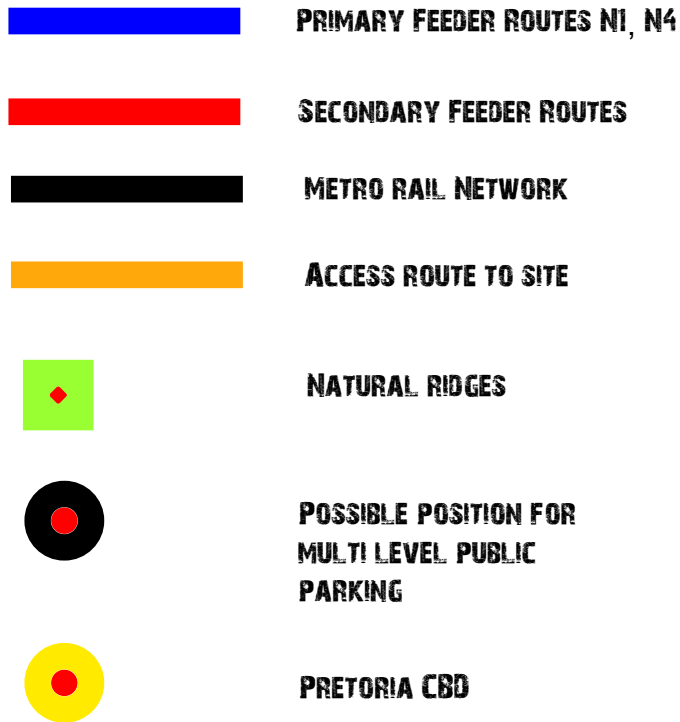 Primary Feeder Routes N1, N4
Secondary Feeder Routes
Metro rail Network
Access route to site
Natural ridges
Possible position for
multi level public
parking
Pretoria CBD